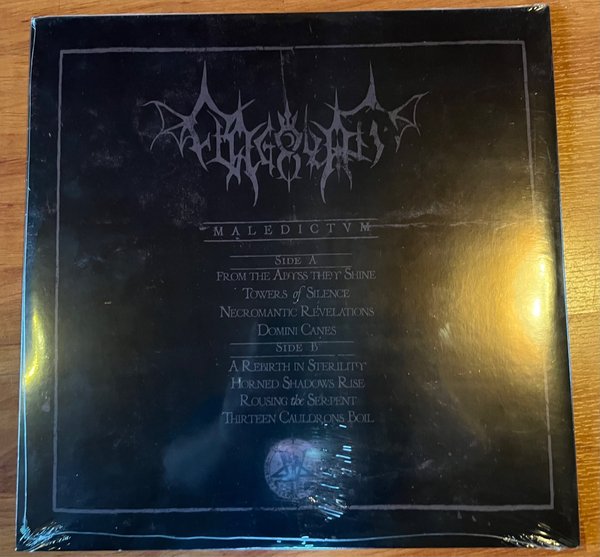 MALEDICTVM
SIDE A
FROM THE ABYSS THEY SHINE
TOWERS of SILENCE
NECROMANTIC REVELATIONS
DOMINI CANES
SIDE B
A REBIRTH IN STERILITY
HORNED SHADOWS RISE
ROUSING the SERPENT
THIRTEEN CAULDRONS BOIL